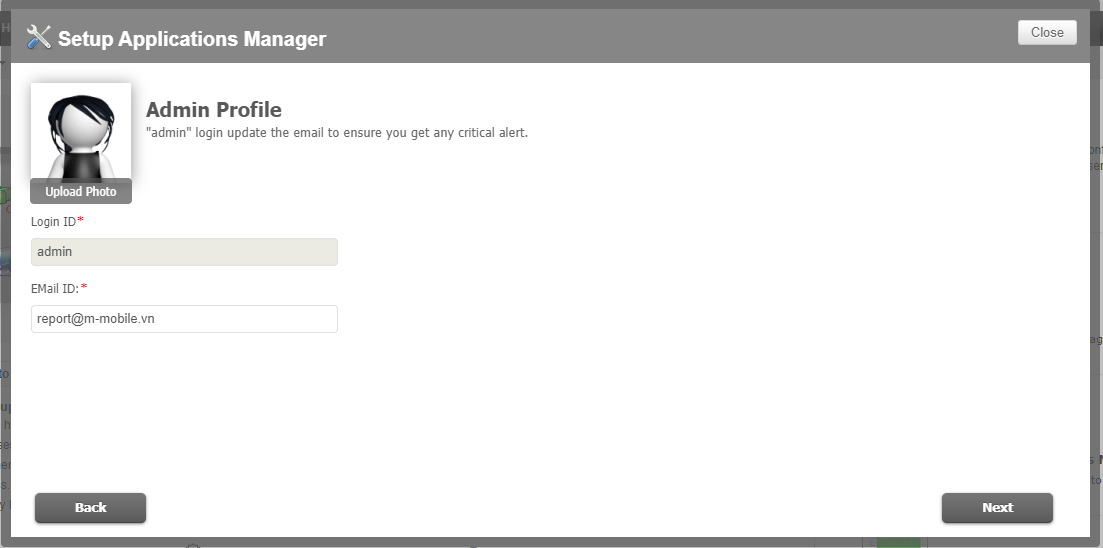 Setup Applications Manager
Close
Admin Profile
"admin" login update the email to ensure you get any critical alert.
Upload Photo
Login ID*
admin
EMail ID:*
report@m-mobile.vn
Back
Next